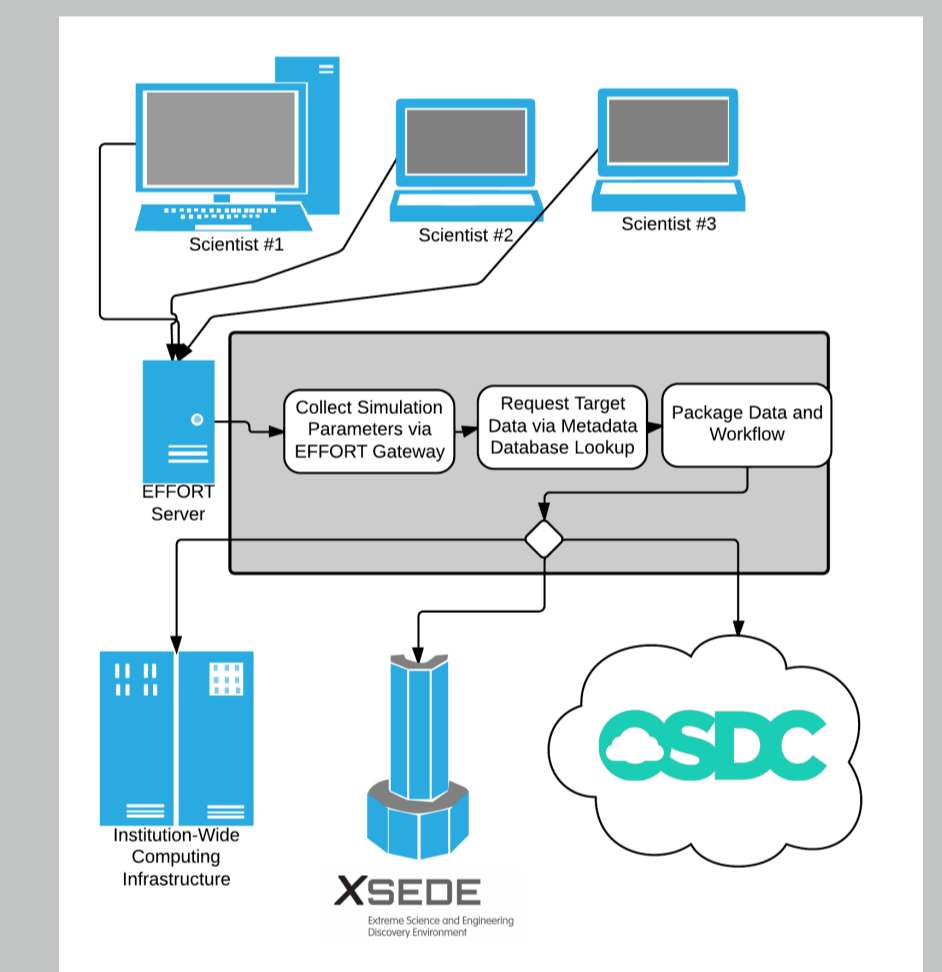 Scientist #1
Scientist #2
Scientist #3
Collect Simulation
Parameters via
EFFORT Gateway
Request Target
Data via Metadata
Database Lookup
Package Data and
Workflow
EFFORT
Server
OSDC
Institution-Wide
Computing
Infrastructure
XSEDE
Extreme Science and Engineering
Discovery Environment